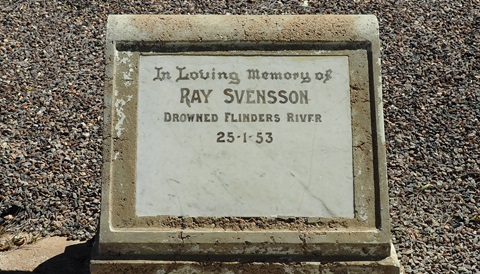 In Loving Memory of
RAY SVENSSON
DROWNED FLINDERS RIVER
25-1-53